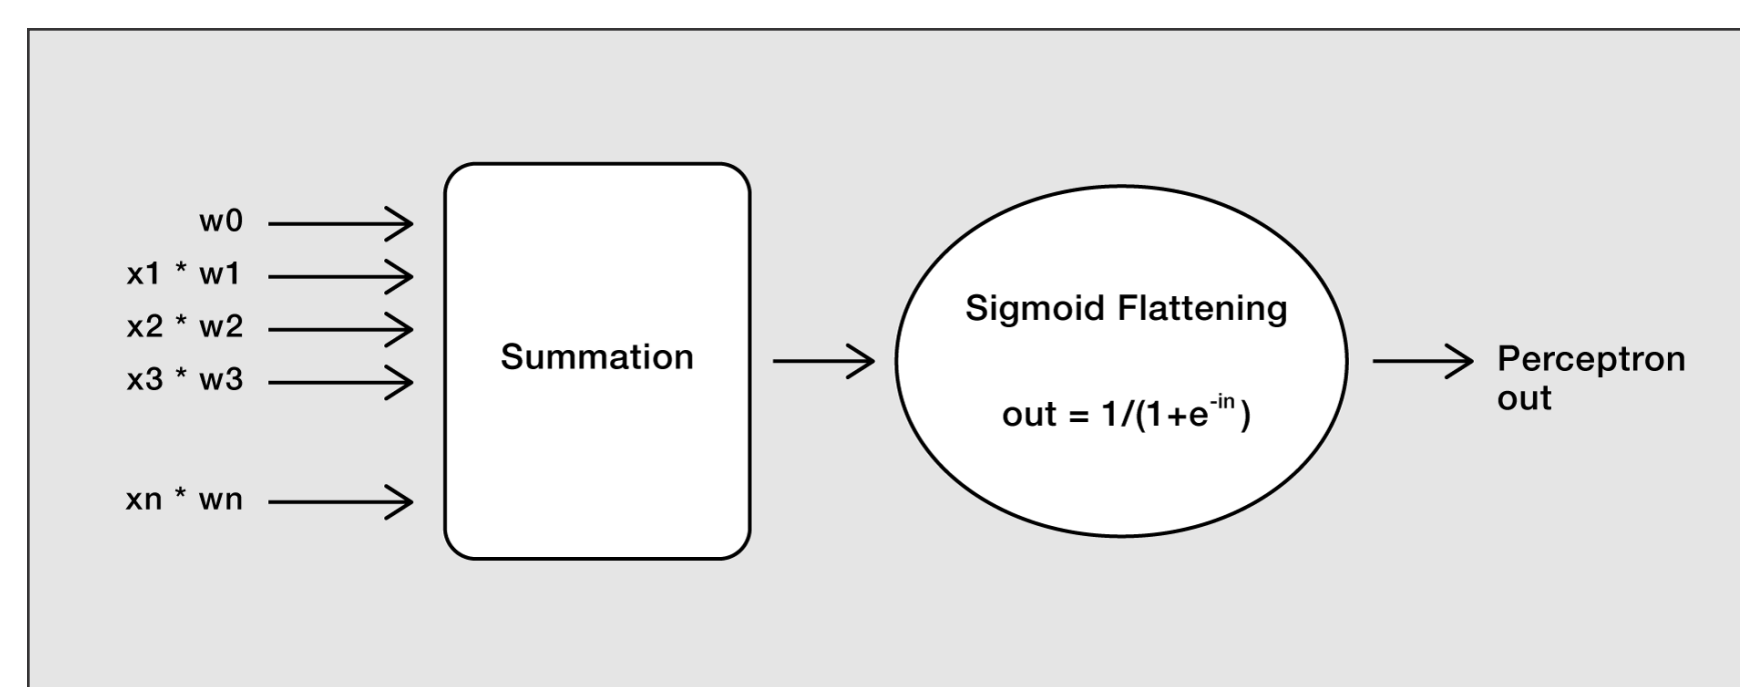 w0
x1 * w1
x2 * w2
x3 * w3
xn * wn
Summation
Sigmoid Flattening
out = 1/(1+e^-in)
Perceptron
out